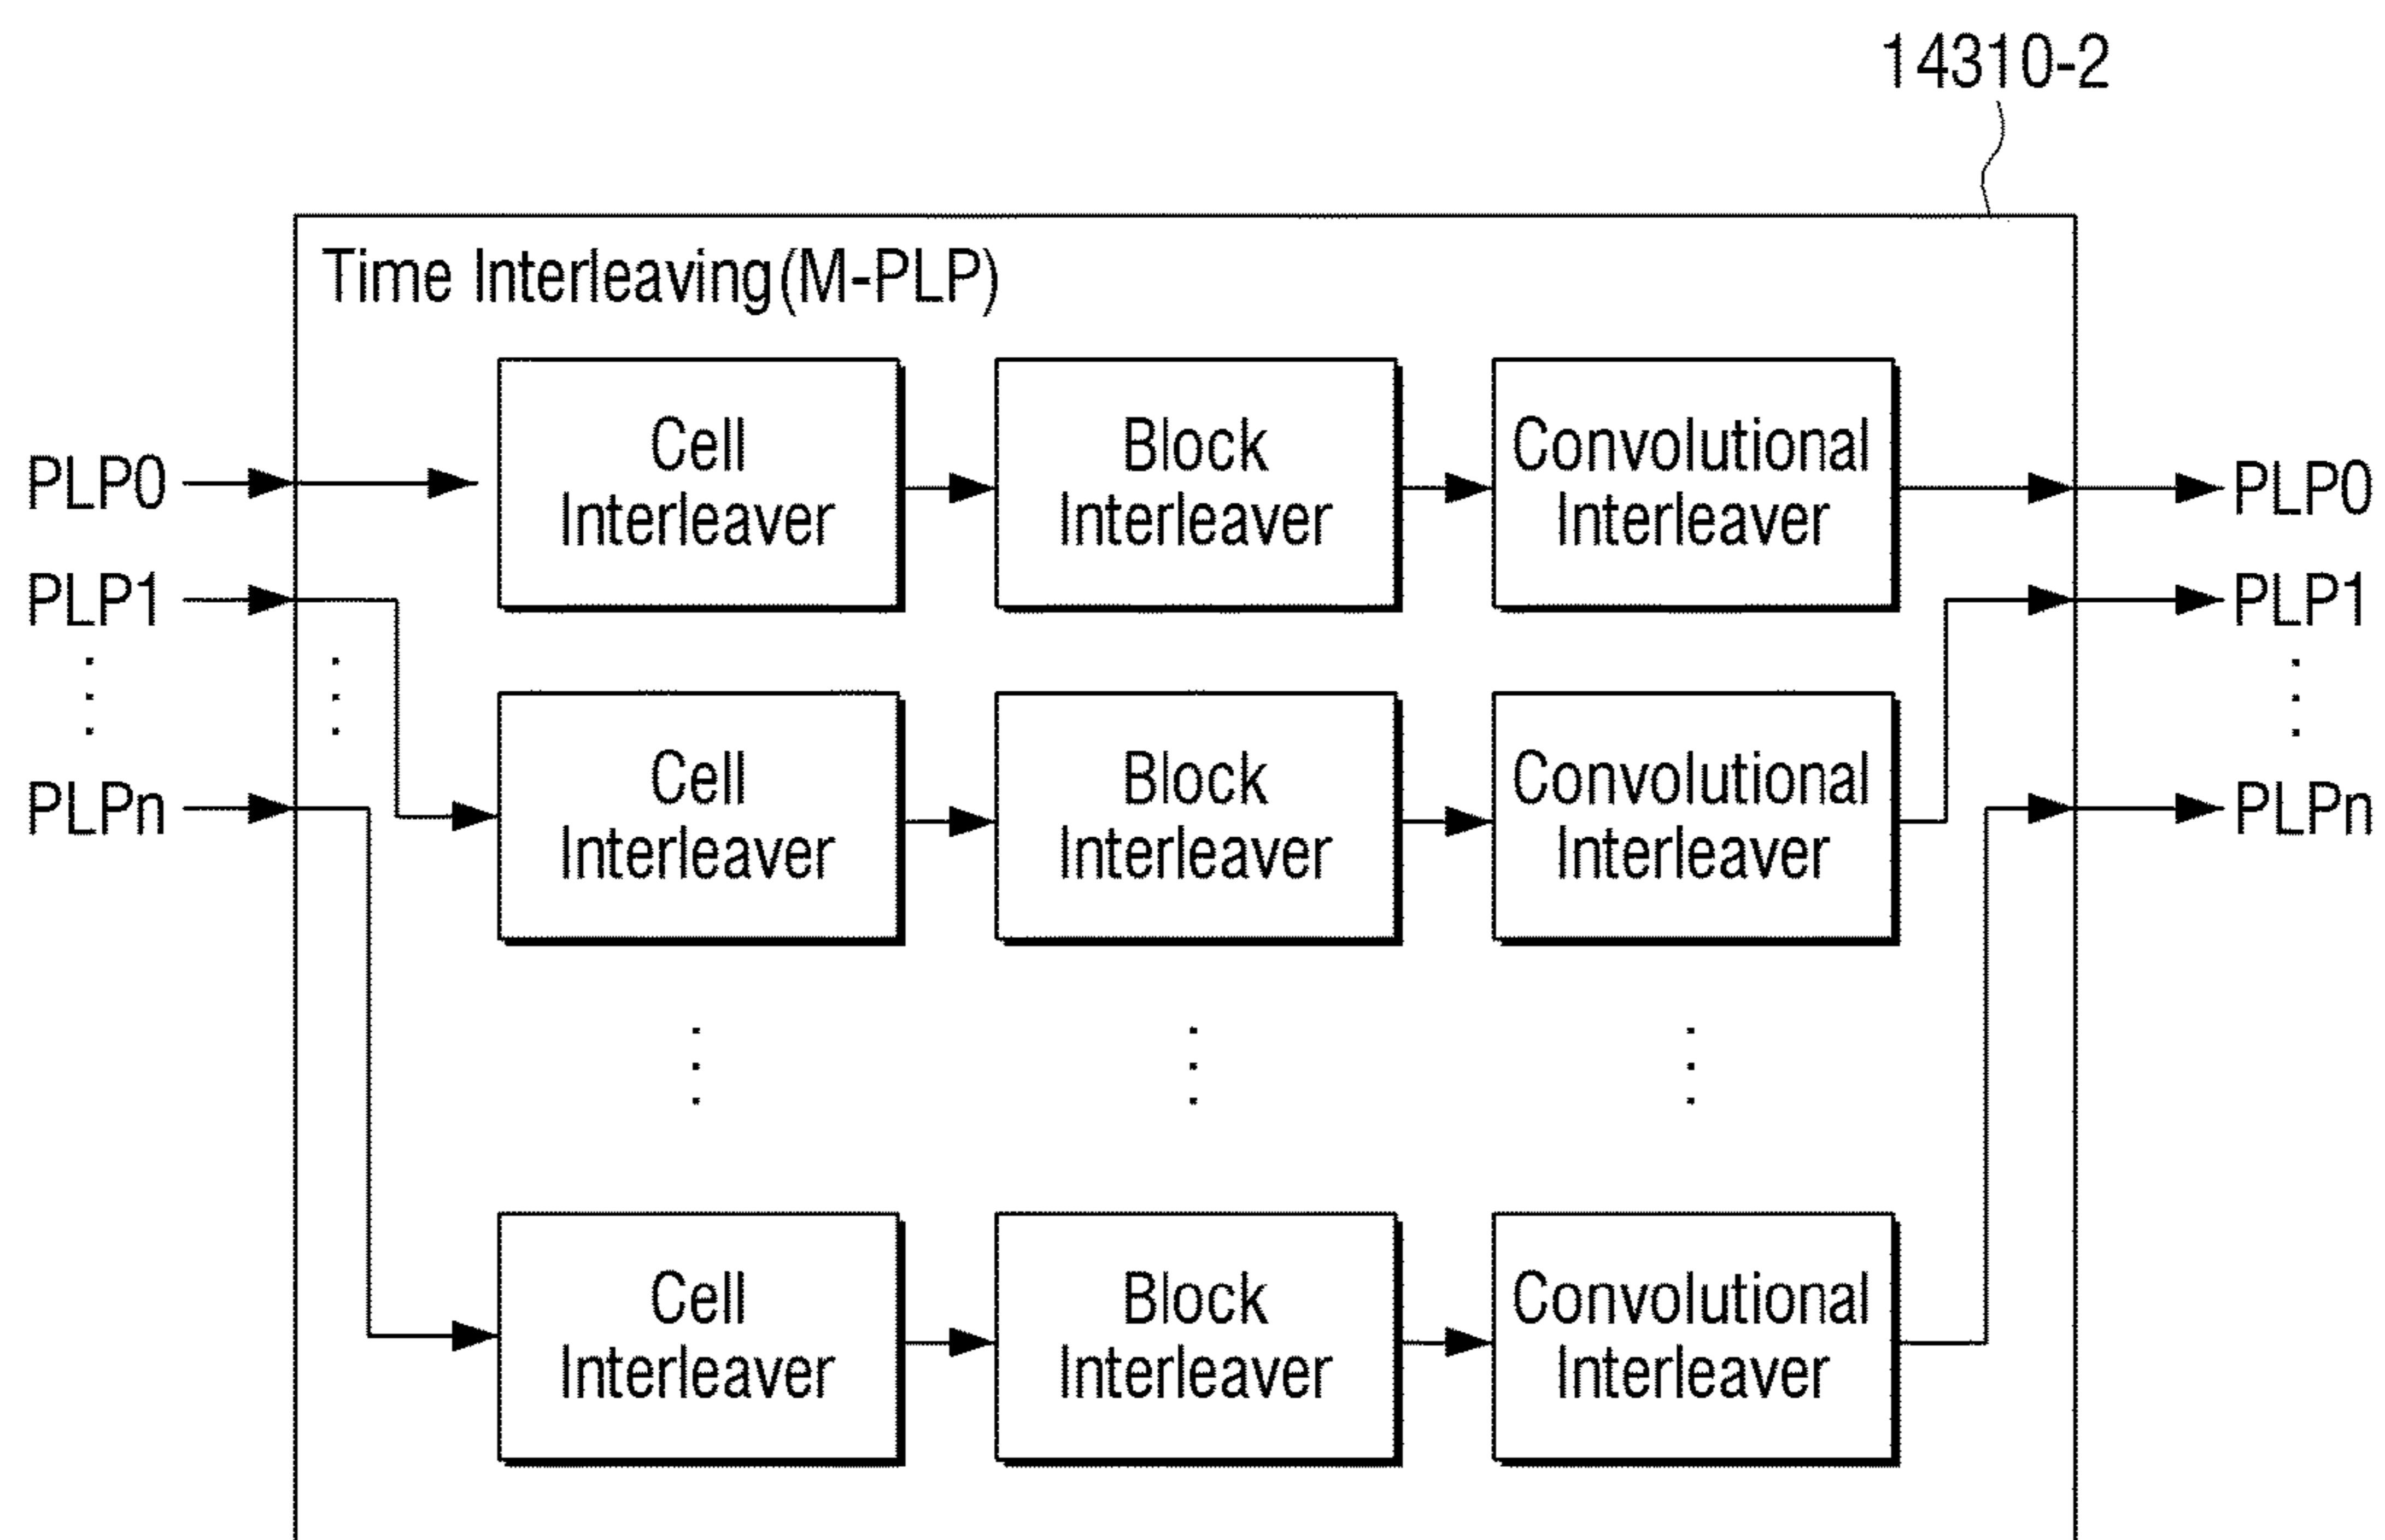 14310-2
Time Interleaving(M-PLP)
PLP0
Cell
Interleaver
Block
Interleaver
Convolutional
Interleaver
PLP0
PLP1
PLP1
Cell
Interleaver
Block
Interleaver
Convolutional
Interleaver
PLPn
PLPn
Cell
Interleaver
Block
Interleaver
Convolutional
Interleaver